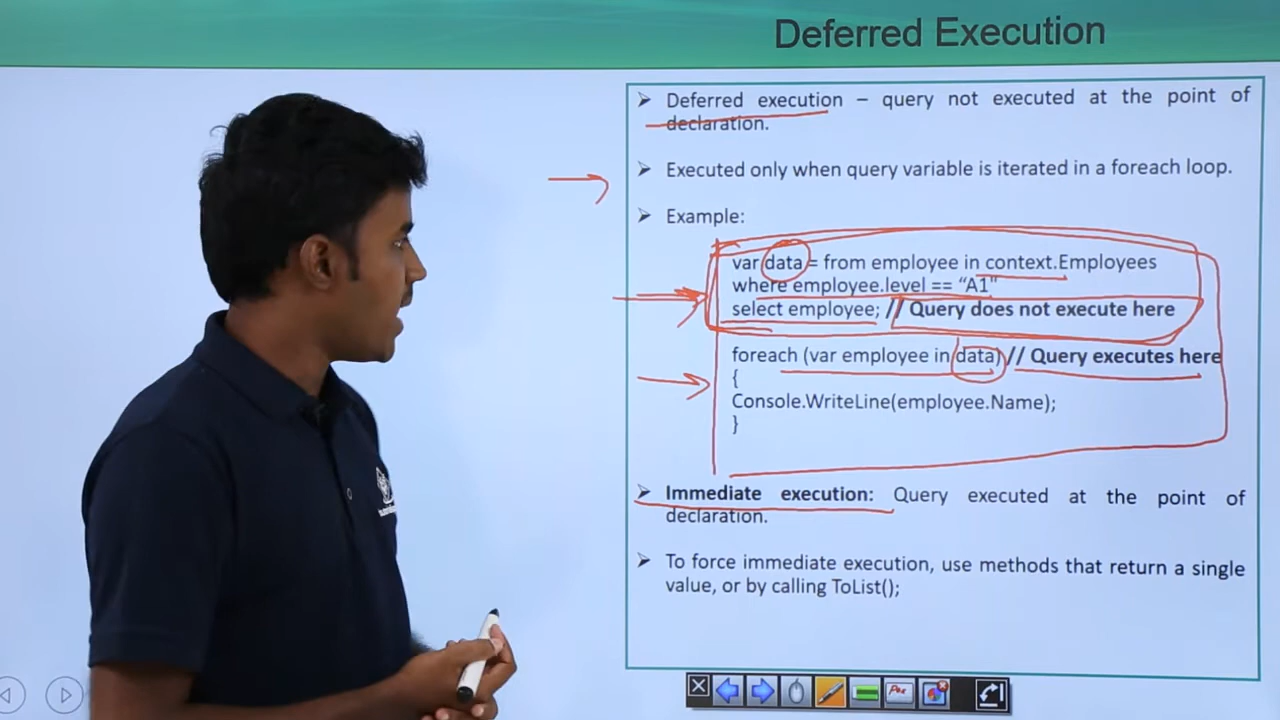 Deferred Execution
➢ Deferred execution – query not executed at the point of
declaration.
➢ Executed only when query variable is iterated in a foreach loop.
➢ Example:
var data = from employee in context.Employees
where employee.level == “A1"
select employee; // Query does not execute here
foreach (var employee in data) // Query executes here
{
Console.WriteLine(employee.Name);
}
➢ Immediate execution: Query executed at the point of
declaration.
➢ To force immediate execution, use methods that return a single
value, or by calling ToList();